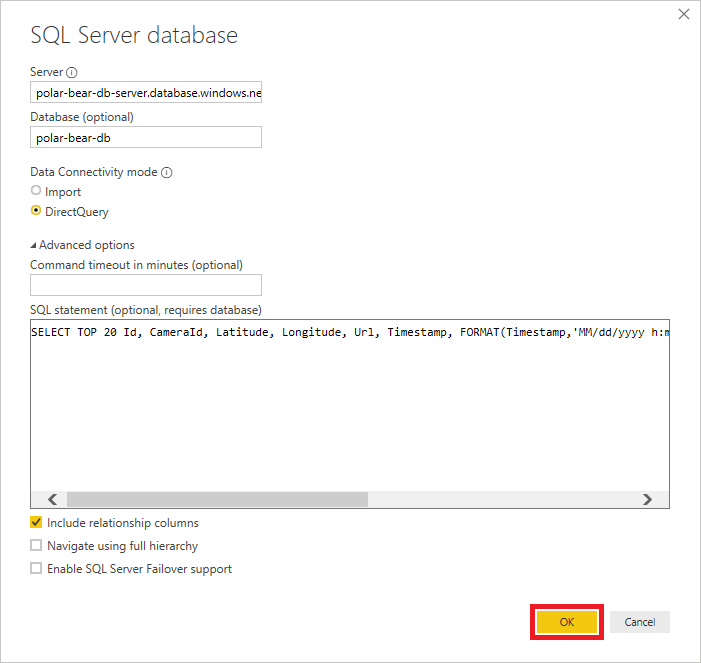 SQL Server database
Server
polar-bear-db-server.database.windows.ne
Database (optional)
polar-bear-db
Data Connectivity mode
Import
DirectQuery
Advanced options
Command timeout in minutes (optional)
SQL statement (optional, requires database)
SELECT TOP 20 Id, CameraId, Latitude, Longitude, Url, Timestamp, FORMAT(Timestamp,'MM/dd/yyyy h:m
Include relationship columns
Navigate using full hierarchy
Enable SQL Server Failover support
OK Cancel